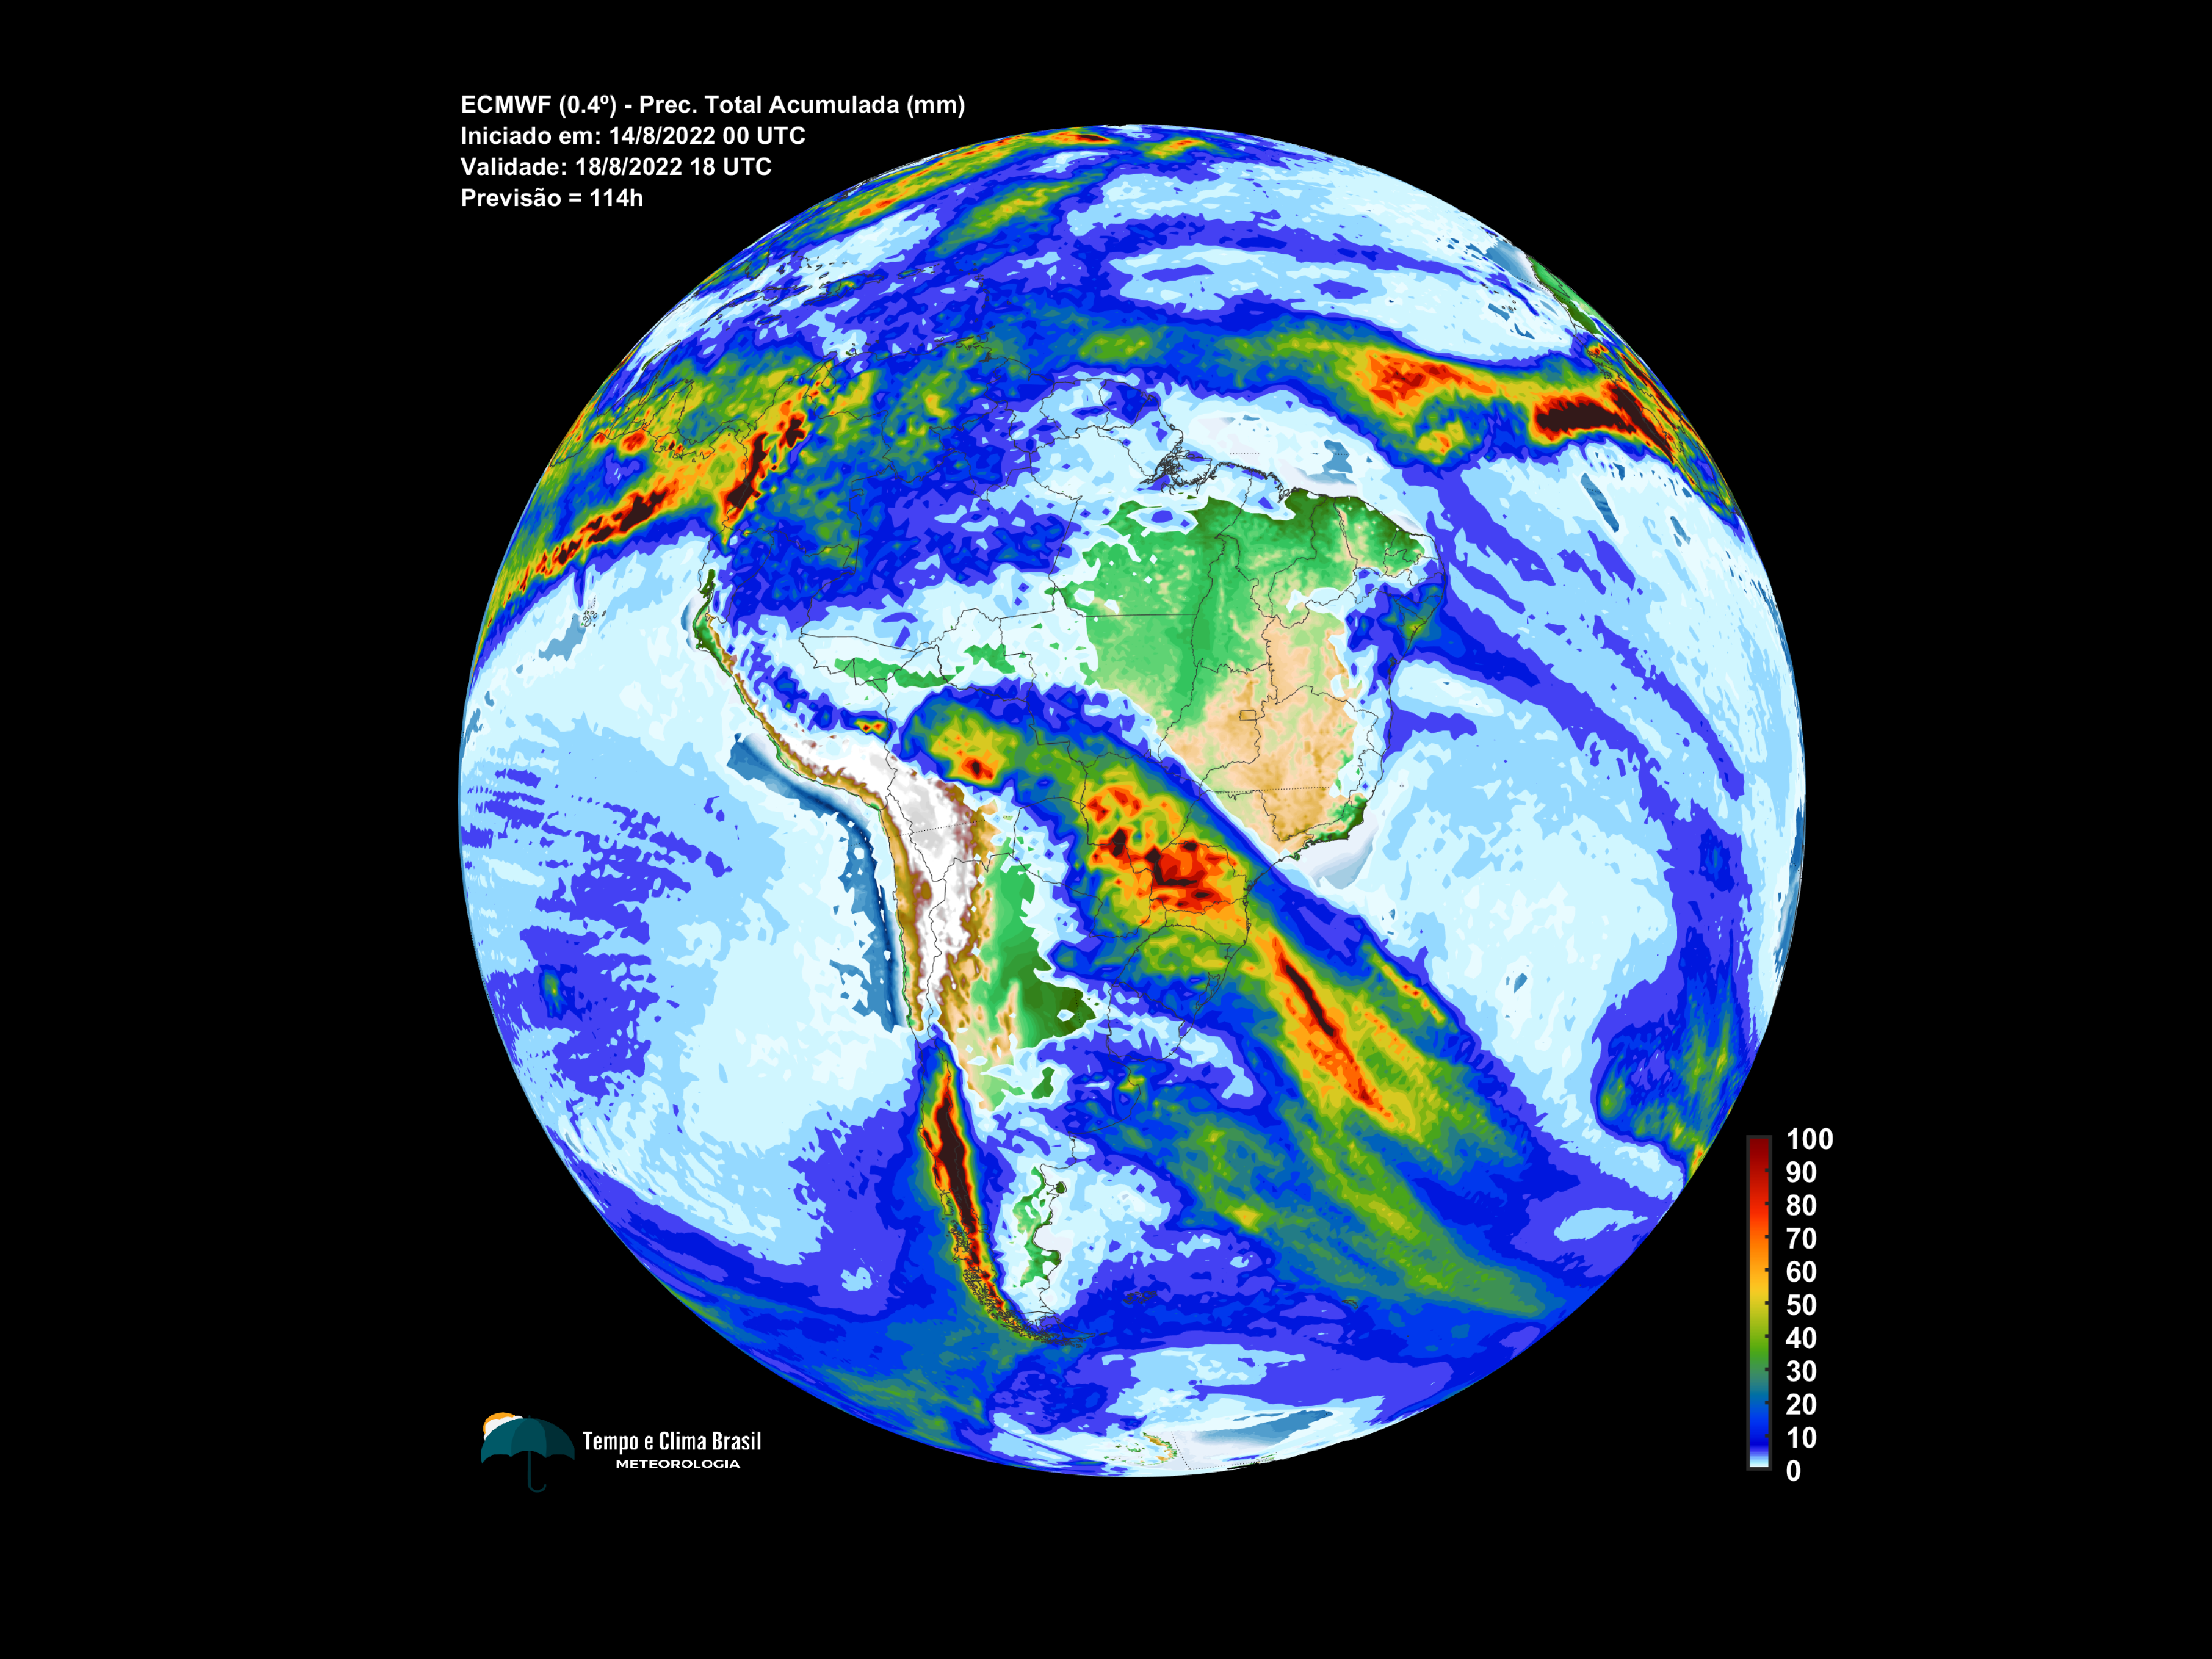 ECMWF (0.4º) - Prec. Total Acumulada (mm)
Iniciado em: 14/8/2022 00 UTC
Validade: 18/8/2022 18 UTC
Previsão = 114h
100
90
80
70
60
50
40
30
20
10
0
Tempo e Clima Brasil
METEOROLOGIA